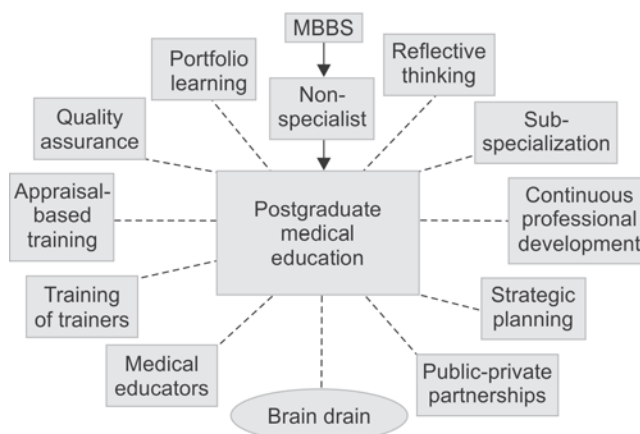 MBBS
Portfolio
learning
Reflective
thinking
Non-
specialist
Quality
assurance
Sub-
specialization
Appraisal-
based
training
Postgraduate
medical
education
Continuous
professional
development
Training
of trainers
Strategic
planning
Medical
educators
Public-private
partnerships
Brain drain